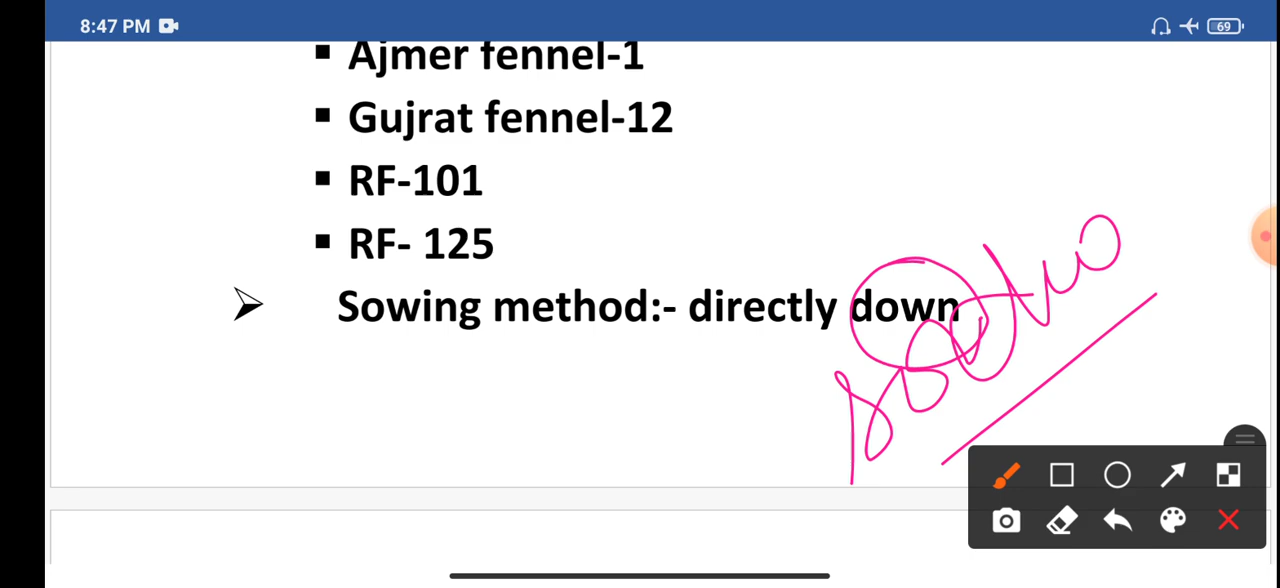 8:47 PM
69
▪ Ajmer fennel-1
▪ Gujrat fennel-12
▪ RF-101
▪ RF- 125
➢ Sowing method:- directly down